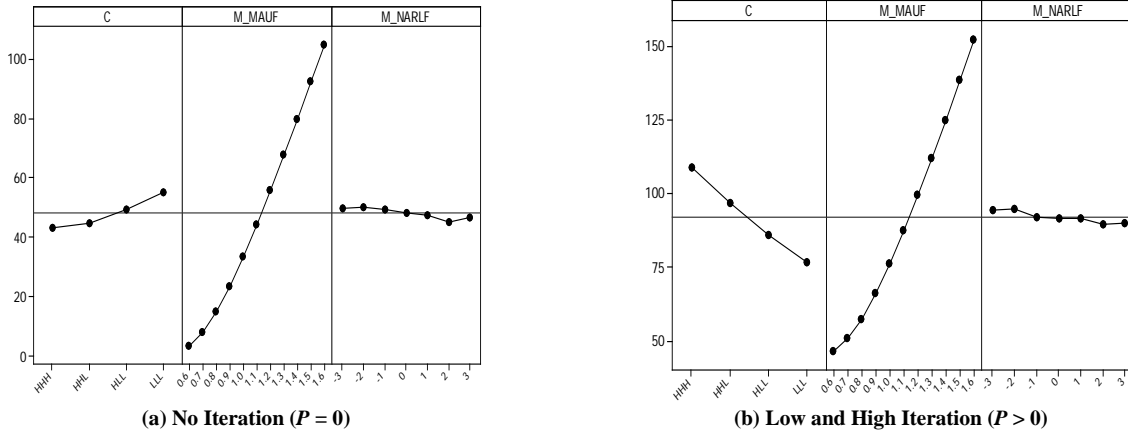 C M_MAUF M_NARLF
100
80
60
40
20
0
HHH HHL HLL LLL 0.6 0.7 0.8 0.9 1.0 1.1 1.2 1.3 1.4 1.5 1.6 -3 -2 -1 0 1 2 3
(a) No Iteration (P = 0)
C M_MAUF M_NARLF
150
125
100
75
50
HHH HHL HLL LLL 0.6 0.7 0.8 0.9 1.0 1.1 1.2 1.3 1.4 1.5 1.6 -3 -2 -1 0 1 2 3
(b) Low and High Iteration (P > 0)